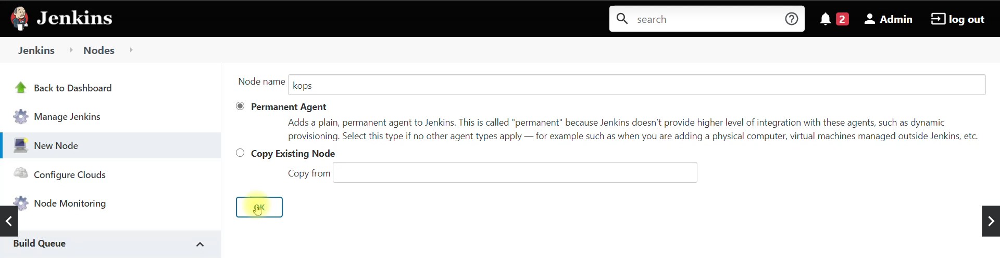 Jenkins
search
2
Admin
log out
Jenkins
Nodes
Back to Dashboard
Manage Jenkins
New Node
Configure Clouds
Node Monitoring
Build Queue
Node name
kops
Permanent Agent
Adds a plain, permanent agent to Jenkins. This is called "permanent" because Jenkins doesn't provide higher level of integration with these agents, such as dynamic
provisioning. Select this type if no other agent types apply — for example such as when you are adding a physical computer, virtual machines managed outside Jenkins, etc.
Copy Existing Node
Copy from
OK